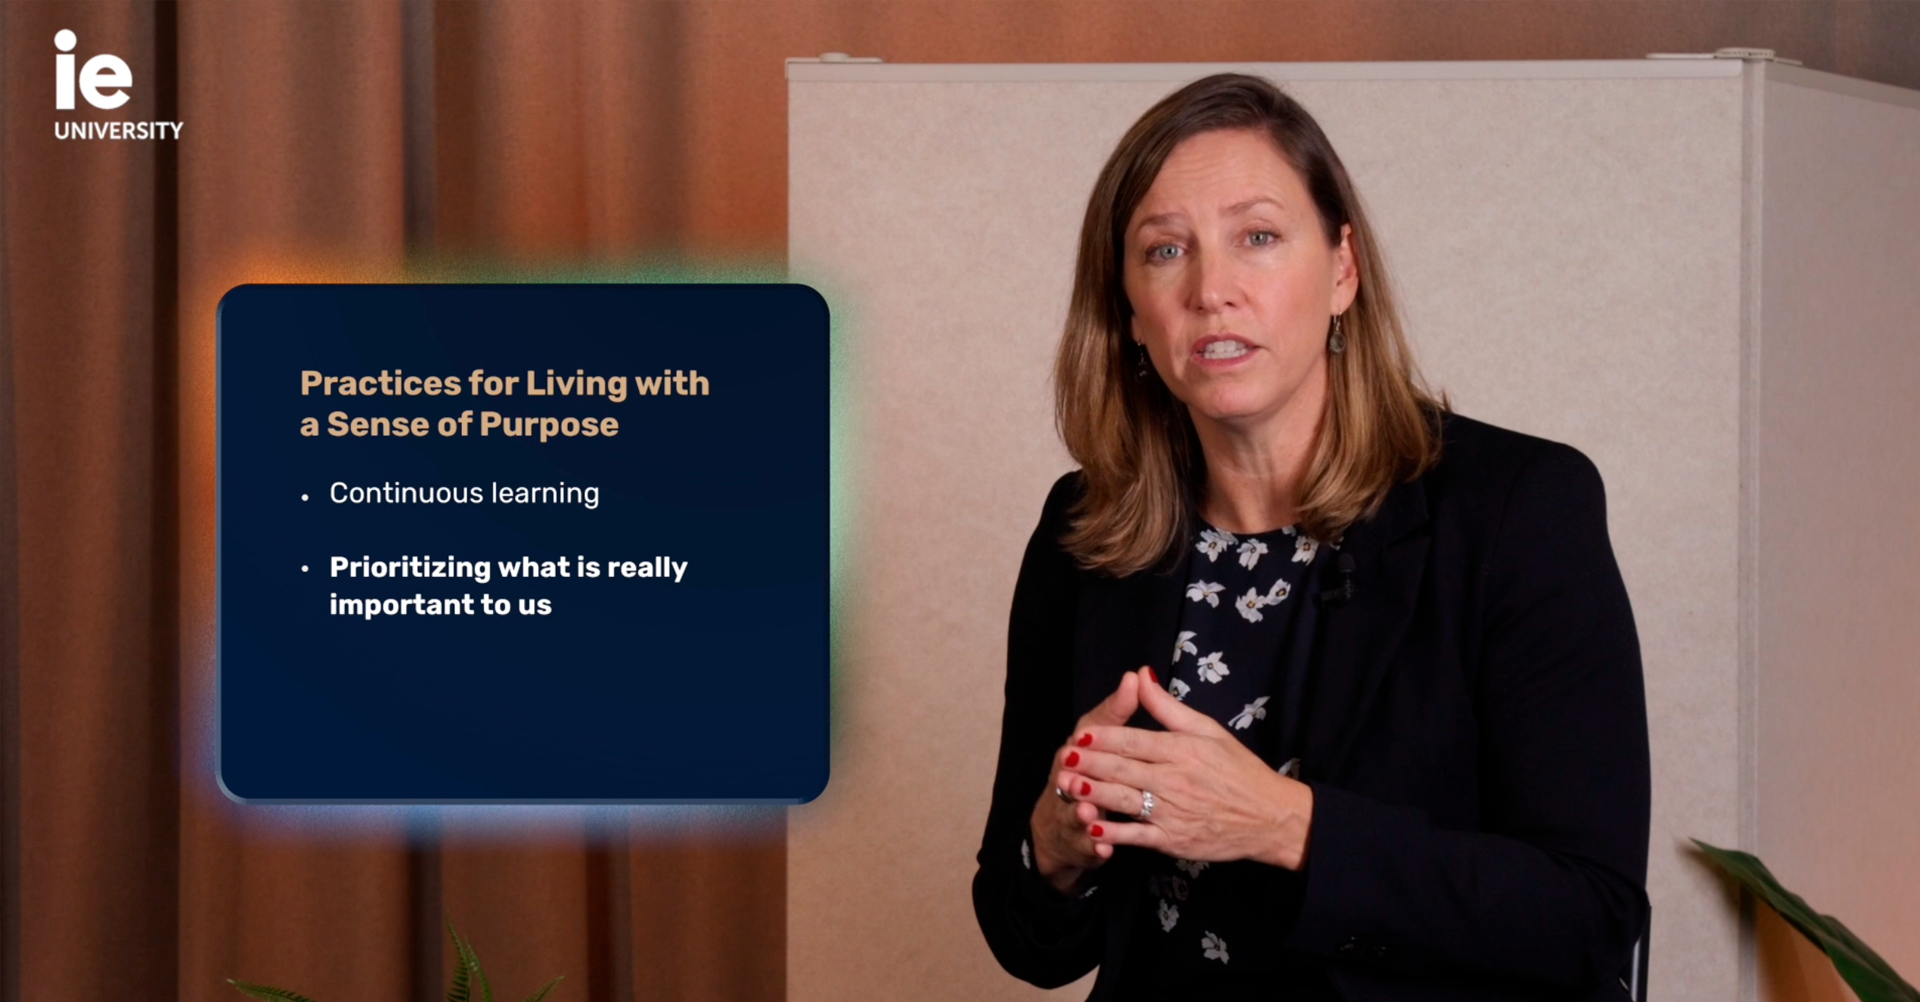 ie
UNIVERSITY
Practices for Living with
a Sense of Purpose
• Continuous learning
• Prioritizing what is really
important to us